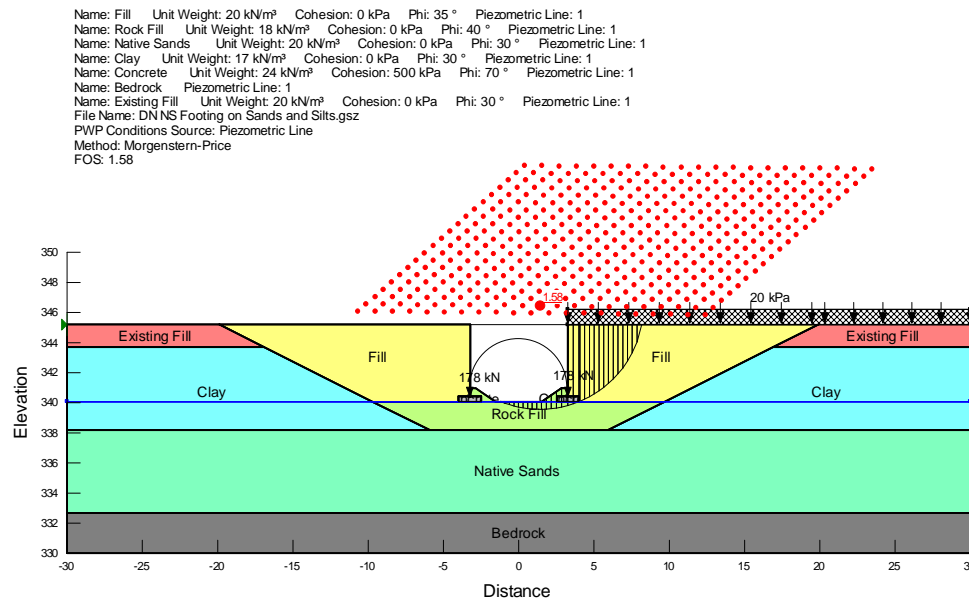 Name: Fill Unit Weight: 20 kN/m³ Cohesion: 0 kPa Phi: 35 ° Piezometric Line: 1
Name: Rock Fill Unit Weight: 18 kN/m³ Cohesion: 0 kPa Phi: 40 ° Piezometric Line: 1
Name: Native Sands Unit Weight: 20 kN/m³ Cohesion: 0 kPa Phi: 30 ° Piezometric Line: 1
Name: Clay Unit Weight: 17 kN/m³ Cohesion: 0 kPa Phi: 30 ° Piezometric Line: 1
Name: Concrete Unit Weight: 24 kN/m³ Cohesion: 500 kPa Phi: 70 ° Piezometric Line: 1
Name: Bedrock Piezometric Line: 1
Name: Existing Fill Unit Weight: 20 kN/m³ Cohesion: 0 kPa Phi: 30 ° Piezometric Line: 1
File Name: DN NS Footing on Sands and Silts.gsz
PWP Conditions Source: Piezometric Line
Method: Morgenstern-Price
FOS: 1.58
350
348
346
344
342
340
338
336
334
332
330
Elevation
1.58
20 kPa
Existing Fill
Fill
Fill
Existing Fill
178 kN
178 kN
Clay
Clay
Rock Fill
Native Sands
Bedrock
-30 -25 -20 -15 -10 -5 0 5 10 15 20 25
Distance